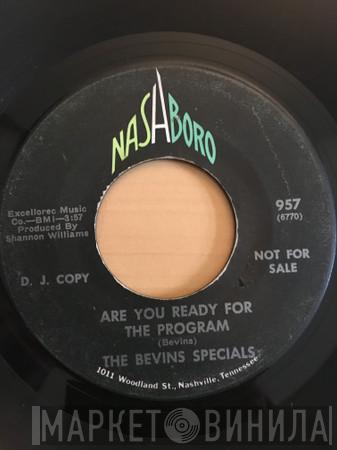 NASHBORO
Excellorec Music
Co.—BMI—3:57
Produced By
Shannon Williams
957
(6770)
D. J. COPY
NOT FOR
SALE
ARE YOU READY FOR
THE PROGRAM
(Bevins)
THE BEVINS SPECIALS
1011 Woodland St., Nashville, Tennessee
МАРКЕТ ВИНИЛА